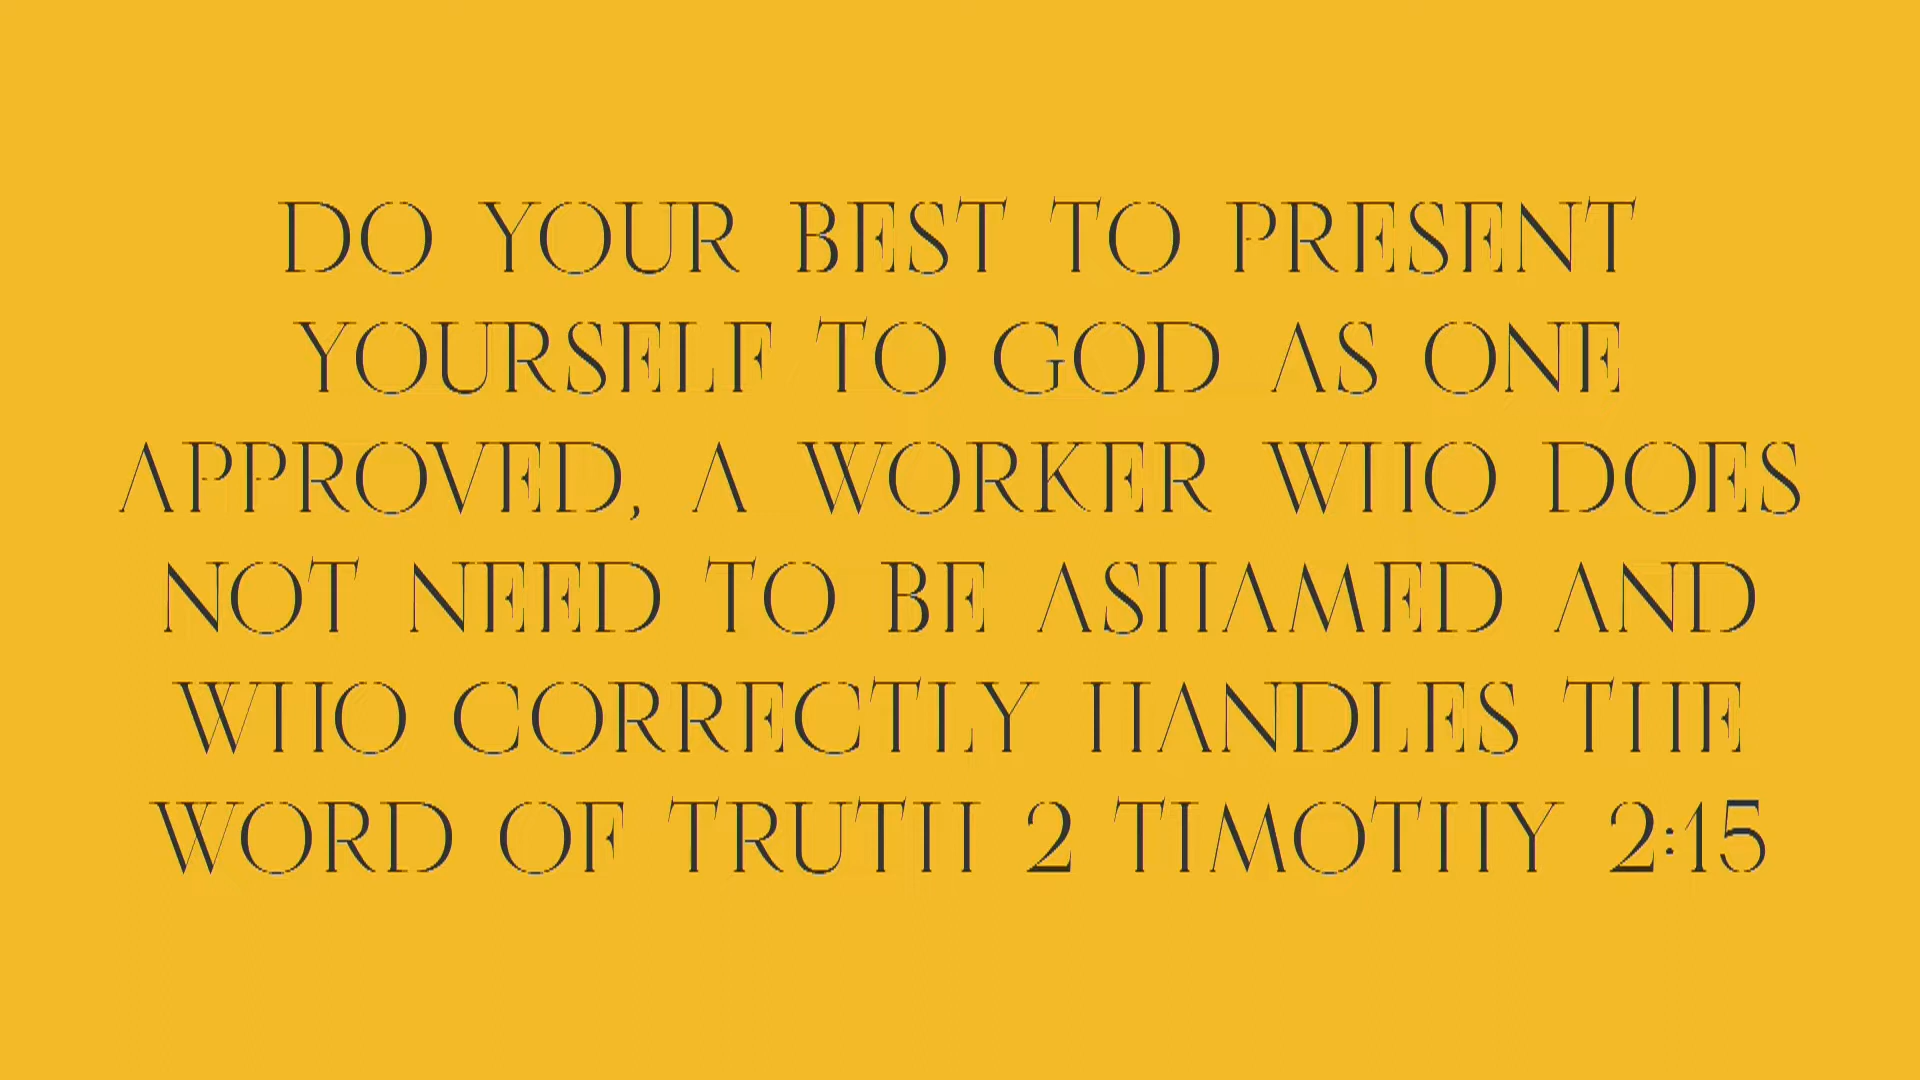 DO YOUR BEST TO PRESENT
YOURSELF TO GOD AS ONE
APPROVED, A WORKER WHO DOES
NOT NEED TO BE ASHAMED AND
WHO CORRECTLY HANDLES THE
WORD OF TRUTH 2 TIMOTHY 2:15